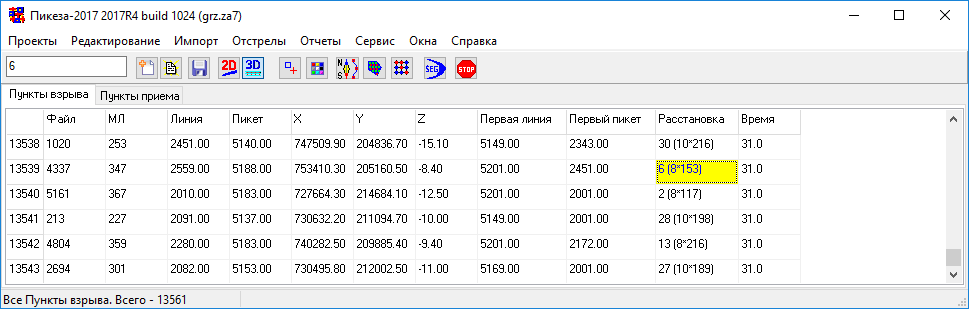 Пикеза-2017 2017R4 build 1024 (grz.za7)
Проекты Редактирование Импорт Отстрелы Отчеты Сервис Окна Справка
6 2D 3D N S SEG STOP
Пункты взрыва Пункты приема
Файл МЛ Линия Пикет X Y Z Первая линия Первый пикет Расстановка Время
13538 1020 253 2451.00 5140.00 747509.90 204836.70 -15.10 5149.00 2343.00 30 (10*216) 31.0
13539 4337 347 2559.00 5188.00 753410.30 205160.50 -8.40 5201.00 2451.00 6 (8*153) 31.0
13540 5161 367 2010.00 5183.00 727664.30 214684.10 -12.50 5201.00 2001.00 2 (8*117) 31.0
13541 213 227 2091.00 5137.00 730632.20 211094.70 -10.00 5149.00 2001.00 28 (10*198) 31.0
13542 4804 359 2280.00 5183.00 740282.50 209885.40 -9.40 5201.00 2172.00 13 (8*216) 31.0
13543 2694 301 2082.00 5153.00 730495.80 212002.50 -11.00 5169.00 2001.00 27 (10*189) 31.0
Все Пункты взрыва. Всего - 13561